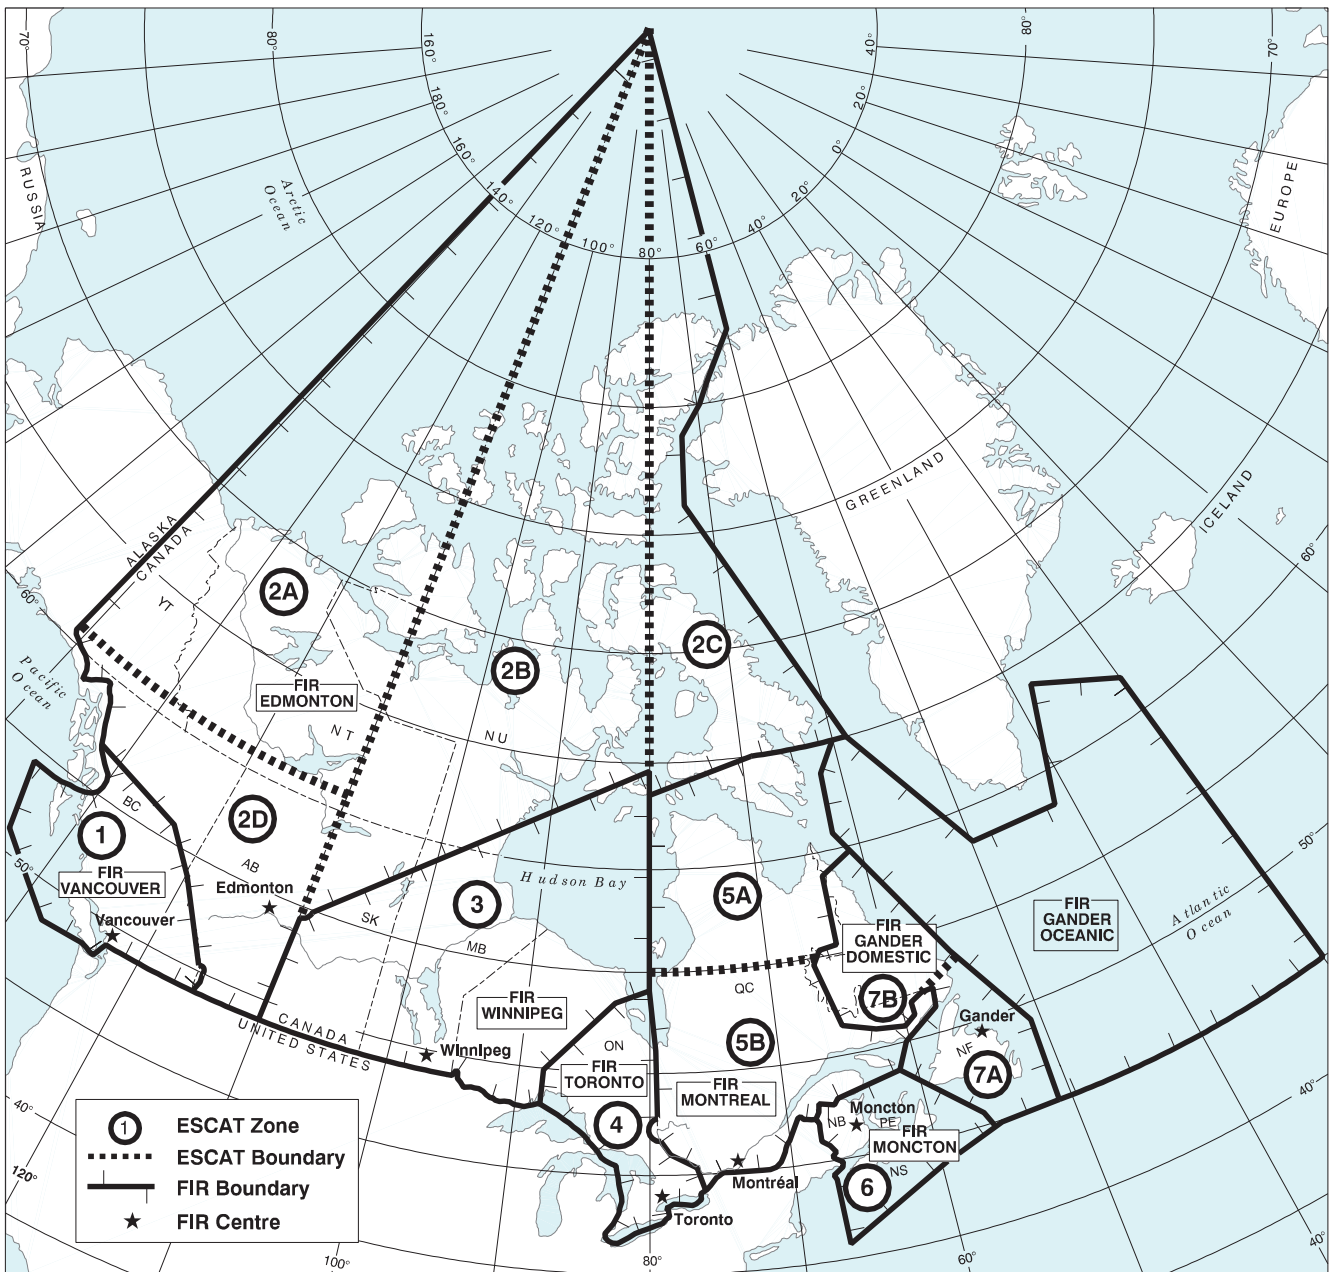 70°
80°
160°
40°
80°
70°
180°
160°
140°
120°
100°
80°
60°
40°
20°
0°
20°
RUSSIA
Arctic
Ocean
EUROPE
GREENLAND
ICELAND
60°
ALASKA
CANADA
60°
YT
2A
2B
2C
Pacific
Ocean
FIR
EDMONTON
NT
NU
BC
1
2D
50°
50°
FIR
VANCOUVER
AB
Edmonton
Vancouver
SK
3
MB
Hudson Bay
5A
FIR
GANDER
DOMESTIC
FIR
GANDER
OCEANIC
Atlantic
Ocean
QC
7B
FIR
WINNIPEG
CANADA
UNITED STATES
Winnipeg
ON
5B
Gander
NF
7A
FIR
TORONTO
FIR
MONTREAL
40°
40°
4
Moncton
NB
PE
FIR
MONCTON
NS
6
Montréal
Toronto
120°
100°
80°
60°
40°
1
ESCAT Zone
ESCAT Boundary
FIR Boundary
FIR Centre